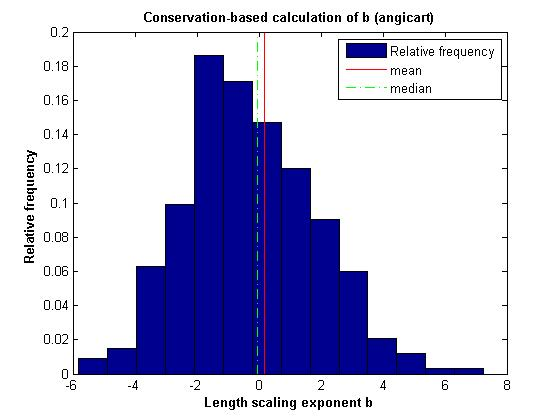 Conservation-based calculation of b (angicart)
Relative frequency
mean
median
0.2
0.18
0.16
0.14
0.12
0.1
0.08
0.06
0.04
0.02
0
Relative frequency
-6 -4 -2 0 2 4 6 8
Length scaling exponent b